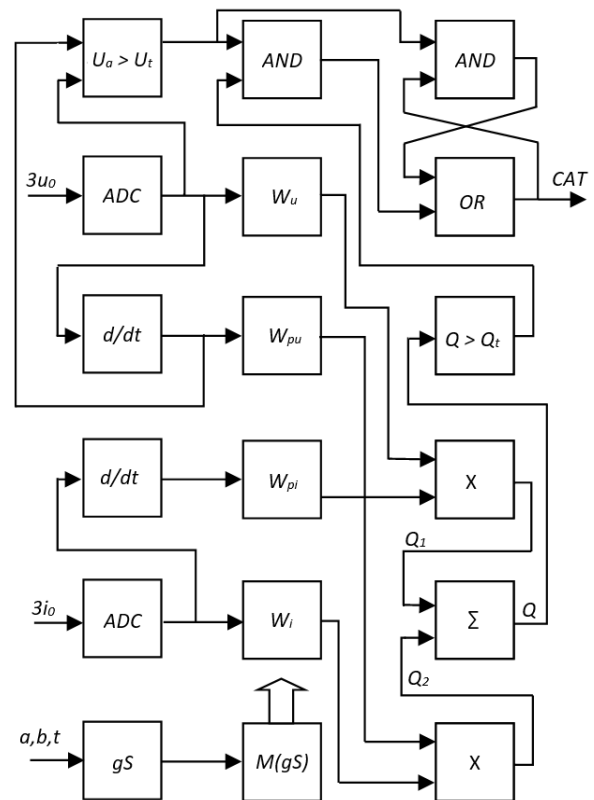 Ua > Ut
AND
AND
3u0
ADC
Wu
OR
CAT
d/dt
Wpu
Q > Qt
d/dt
Wpi
X
Q1
3i0
ADC
Wi
Σ
Q
Q2
a,b,t
gS
M(gS)
X